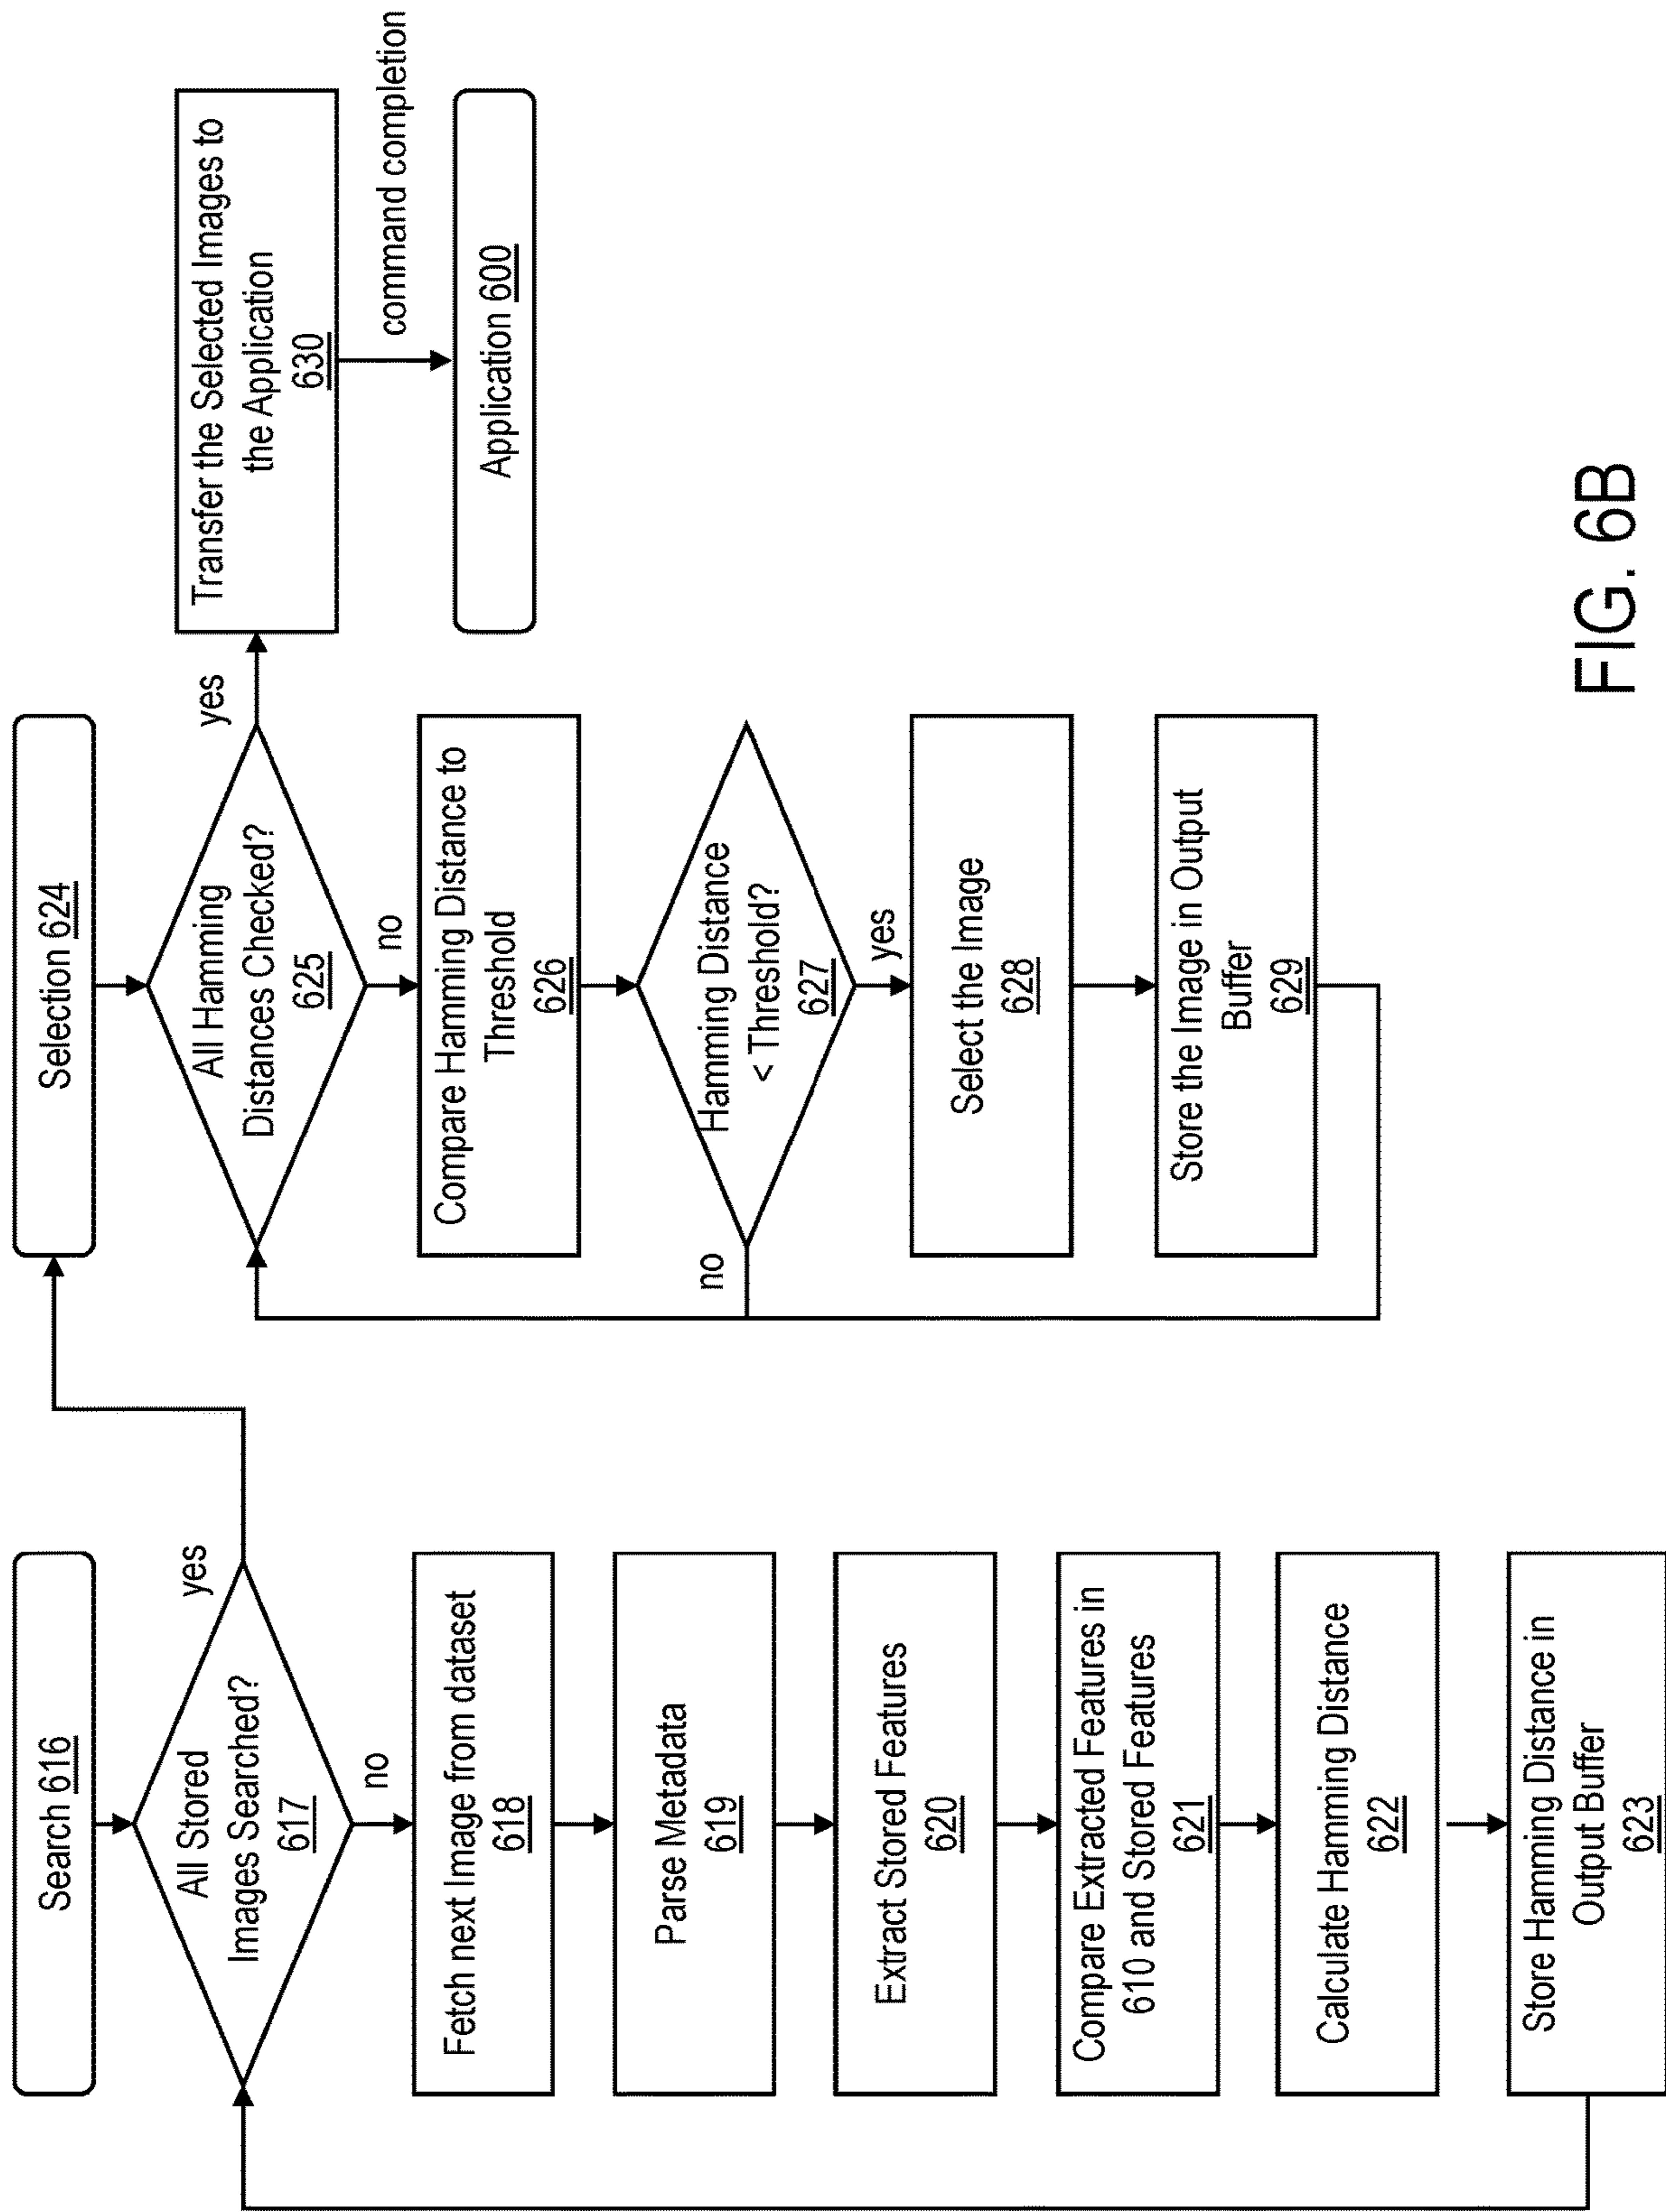 Search 616
All Stored
Images Searched?
617
yes
no
Fetch next Image from dataset
618
Parse Metadata
619
Extract Stored Features
620
Compare Extracted Features in
610 and Stored Features
621
Calculate Hamming Distance
622
Store Hamming Distance in
Output Buffer
623
Selection 624
All Hamming
Distances Checked?
625
yes
no
Compare Hamming Distance to
Threshold
626
Hamming Distance
< Threshold?
627
no
yes
Select the Image
628
Store the Image in Output
Buffer
629
Transfer the Selected Images to
the Application
630
command completion
Application 600
FIG. 6B